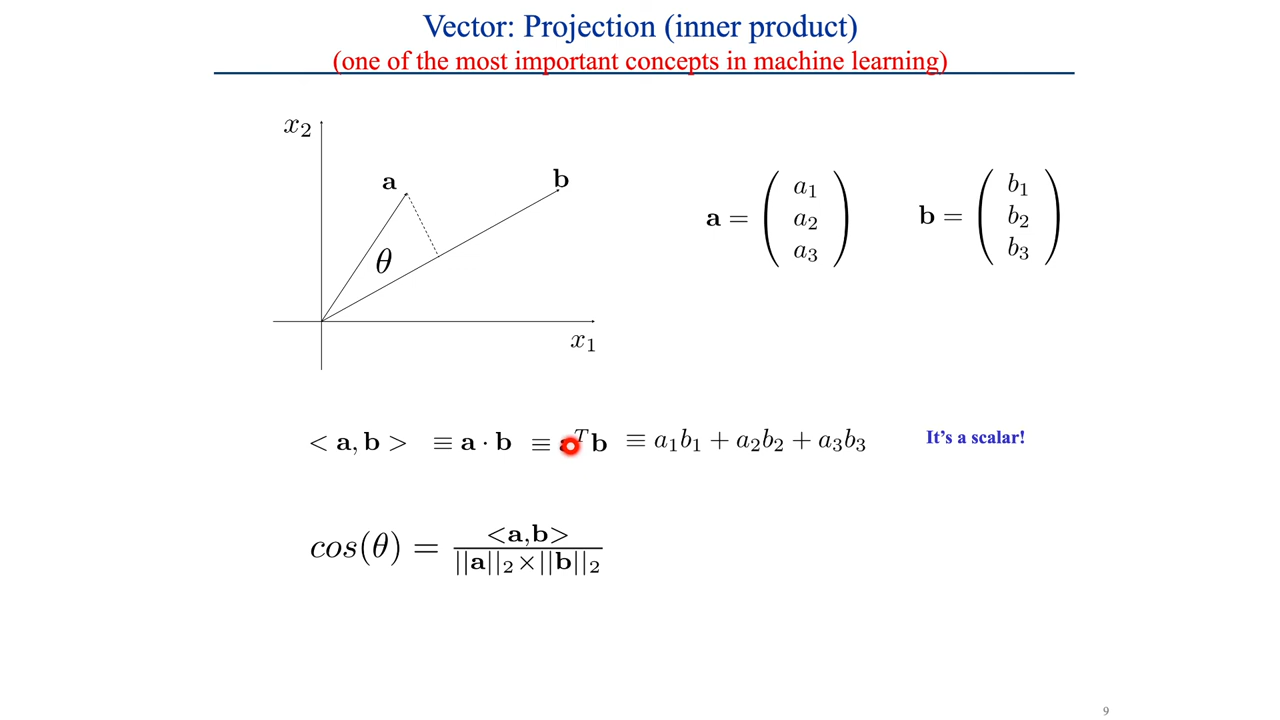 Vector: Projection (inner product)
(one of the most important concepts in machine learning)
x₂
a
b
θ
x₁
a = ( a₁ a₂ a₃ )
b = ( b₁ b₂ b₃ )
< a, b > ≡ a · b ≡ ᵀ b ≡ a₁b₁ + a₂b₂ + a₃b₃
It's a scalar!
cos(θ) = <a,b> / ||a||₂×||b||₂
9